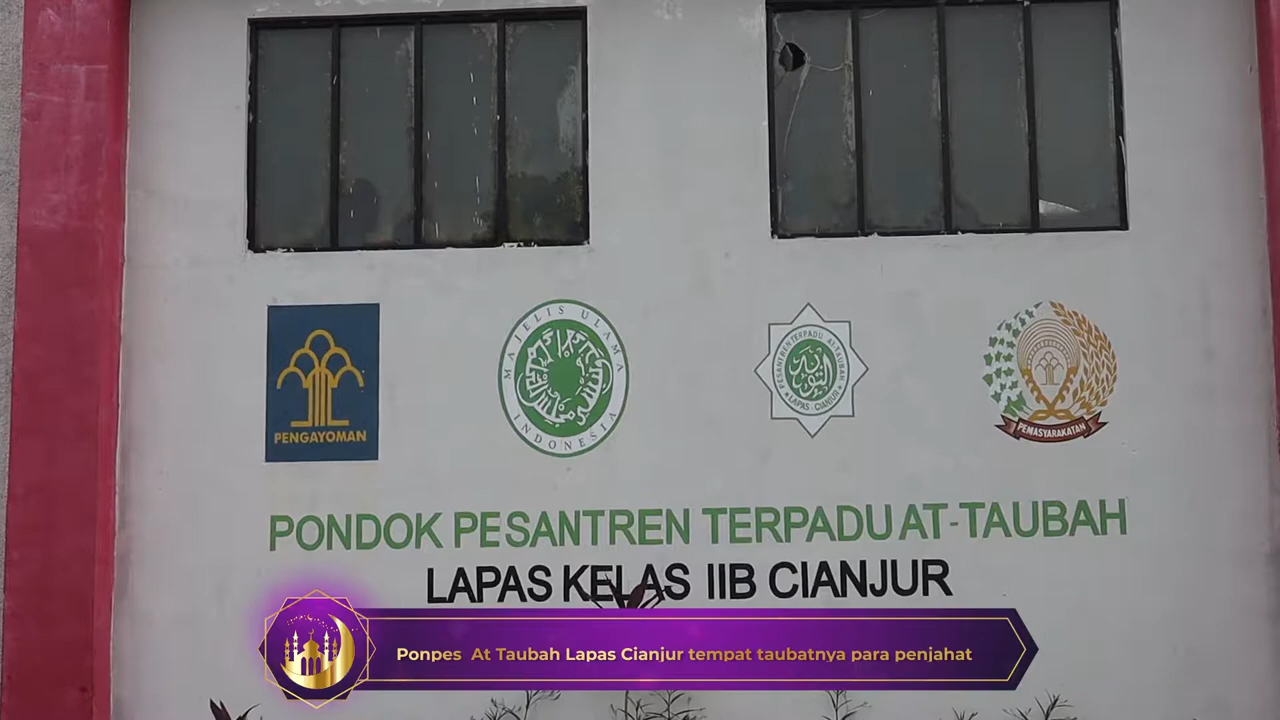 PENGAYOMAN
MAJELIS ULAMA
INDONESIA
PESANTREN TERPADU AT-TAUBAH
LAPAS CIANJUR
PEMASYARAKATAN
PONDOK PESANTREN TERPADU AT-TAUBAH
LAPAS KELAS IIB CIANJUR
Ponpes At Taubah Lapas Cianjur tempat taubatnya para penjahat